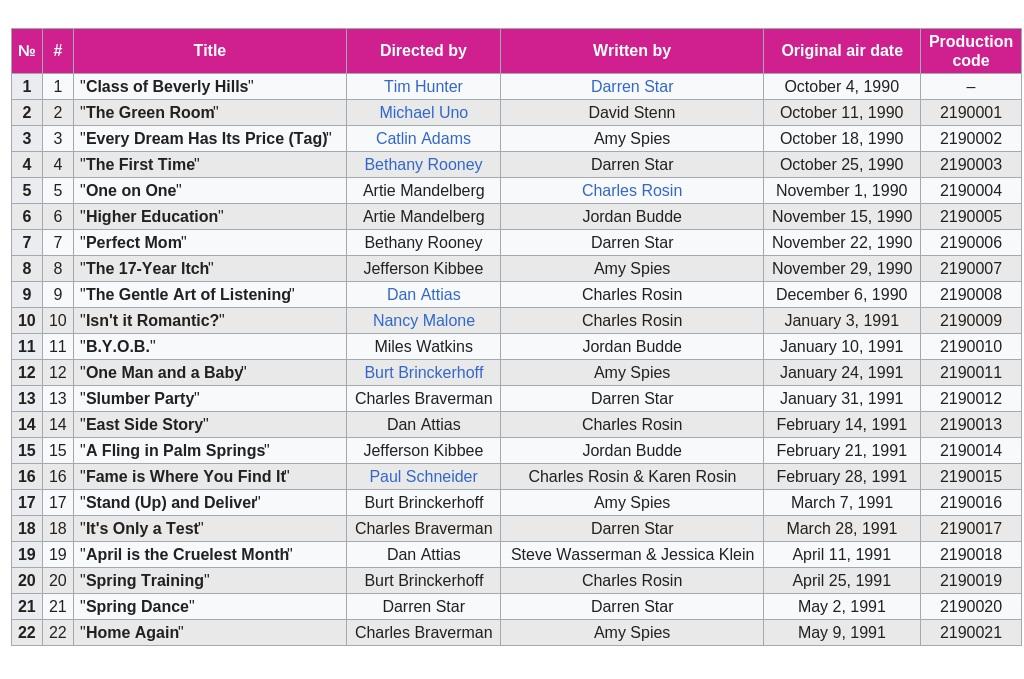 № # Title Directed by Written by Original air date Production code
1 1 "Class of Beverly Hills" Tim Hunter Darren Star October 4, 1990 –
2 2 "The Green Room" Michael Uno David Stenn October 11, 1990 2190001
3 3 "Every Dream Has Its Price (Tag)" Catlin Adams Amy Spies October 18, 1990 2190002
4 4 "The First Time" Bethany Rooney Darren Star October 25, 1990 2190003
5 5 "One on One" Artie Mandelberg Charles Rosin November 1, 1990 2190004
6 6 "Higher Education" Artie Mandelberg Jordan Budde November 15, 1990 2190005
7 7 "Perfect Mom" Bethany Rooney Darren Star November 22, 1990 2190006
8 8 "The 17-Year Itch" Jefferson Kibbee Amy Spies November 29, 1990 2190007
9 9 "The Gentle Art of Listening" Dan Attias Charles Rosin December 6, 1990 2190008
10 10 "Isn't it Romantic?" Nancy Malone Charles Rosin January 3, 1991 2190009
11 11 "B.Y.O.B." Miles Watkins Jordan Budde January 10, 1991 2190010
12 12 "One Man and a Baby" Burt Brinckerhoff Amy Spies January 24, 1991 2190011
13 13 "Slumber Party" Charles Braverman Darren Star January 31, 1991 2190012
14 14 "East Side Story" Dan Attias Charles Rosin February 14, 1991 2190013
15 15 "A Fling in Palm Springs" Jefferson Kibbee Jordan Budde February 21, 1991 2190014
16 16 "Fame is Where You Find It" Paul Schneider Charles Rosin & Karen Rosin February 28, 1991 2190015
17 17 "Stand (Up) and Deliver" Burt Brinckerhoff Amy Spies March 7, 1991 2190016
18 18 "It's Only a Test" Charles Braverman Darren Star March 28, 1991 2190017
19 19 "April is the Cruelest Month" Dan Attias Steve Wasserman & Jessica Klein April 11, 1991 2190018
20 20 "Spring Training" Burt Brinckerhoff Charles Rosin April 25, 1991 2190019
21 21 "Spring Dance" Darren Star Darren Star May 2, 1991 2190020
22 22 "Home Again" Charles Braverman Amy Spies May 9, 1991 2190021